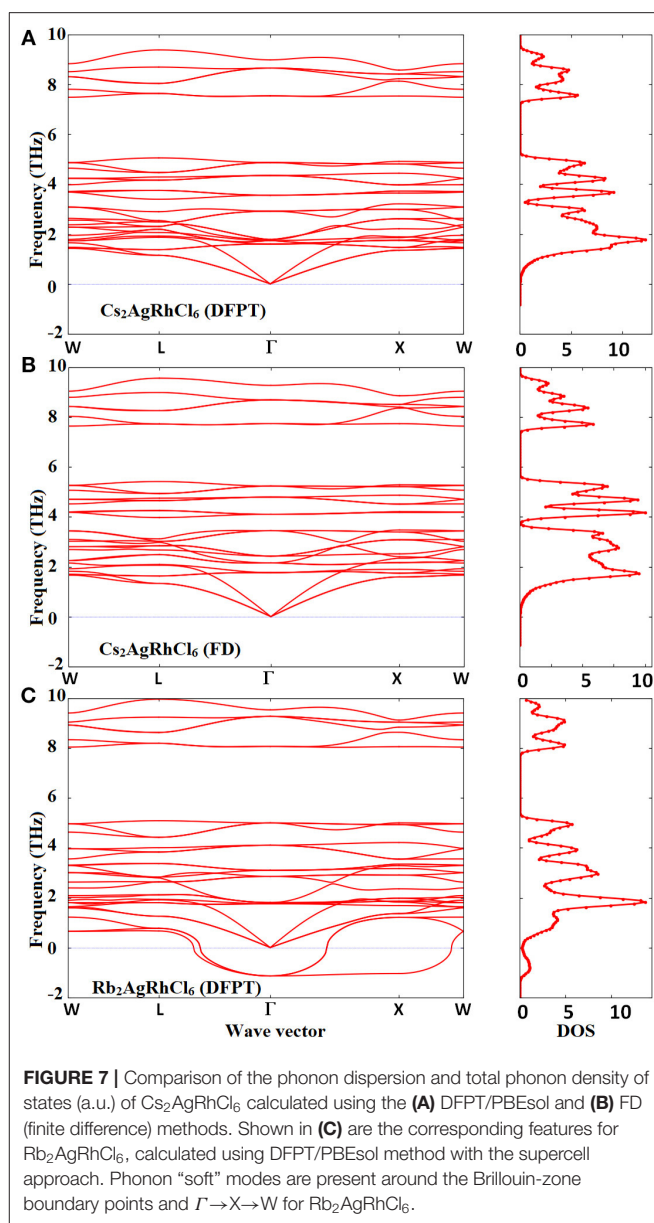 A
10
8
6
4
2
0
-2
Frequency (THz)
Cs₂AgRhCl₆ (DFPT)
W L Γ X W
0 5 10
B
10
8
6
4
2
0
-2
Frequency (THz)
Cs₂AgRhCl₆ (FD)
W L Γ X W
0 5 10
C
10
8
6
4
2
0
-2
Frequency (THz)
Rb₂AgRhCl₆ (DFPT)
W L Γ X W
Wave vector
0 5 10
DOS
FIGURE 7 | Comparison of the phonon dispersion and total phonon density of
states (a.u.) of Cs₂AgRhCl₆ calculated using the (A) DFPT/PBEsol and (B) FD
(finite difference) methods. Shown in (C) are the corresponding features for
Rb₂AgRhCl₆, calculated using DFPT/PBEsol method with the supercell
approach. Phonon “soft” modes are present around the Brillouin-zone
boundary points and Γ→X→W for Rb₂AgRhCl₆.